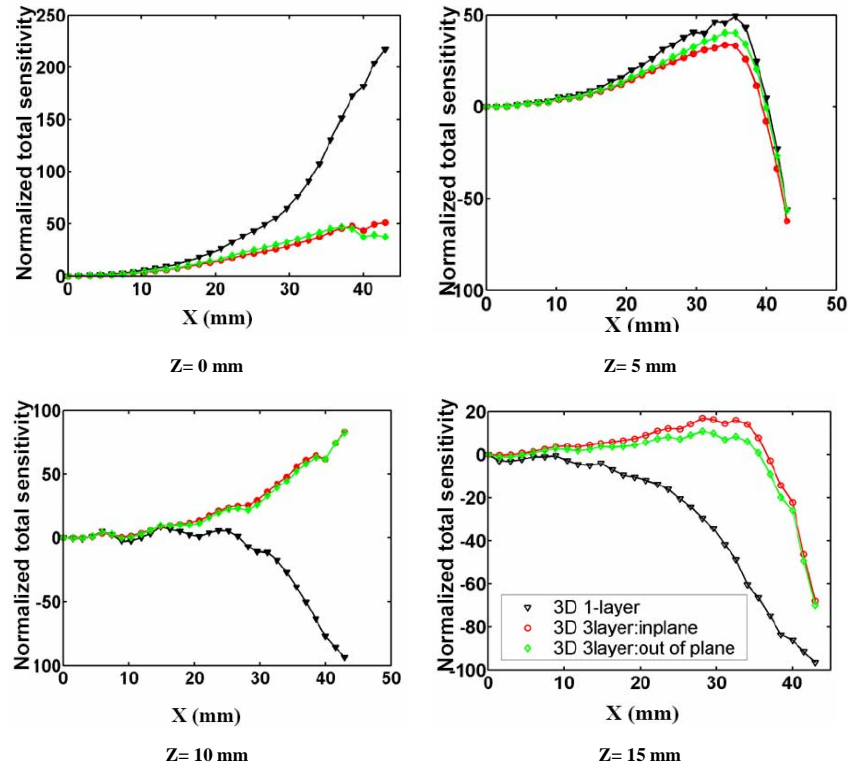 Normalized total sensitivity
250
200
150
100
50
0
0 10 20 30 40
X (mm)
Z= 0 mm
Normalized total sensitivity
50
0
-50
100
0 10 20 30 40 50
X (mm)
Z= 5 mm
Normalized total sensitivity
100
50
0
-50
100
0 10 20 30 40 50
X (mm)
Z= 10 mm
Normalized total sensitivity
20
0
-20
-40
-60
-80
-100
0 10 20 30 40
3D 1-layer
3D 3layer:inplane
3D 3layer:out of plane
X (mm)
Z= 15 mm